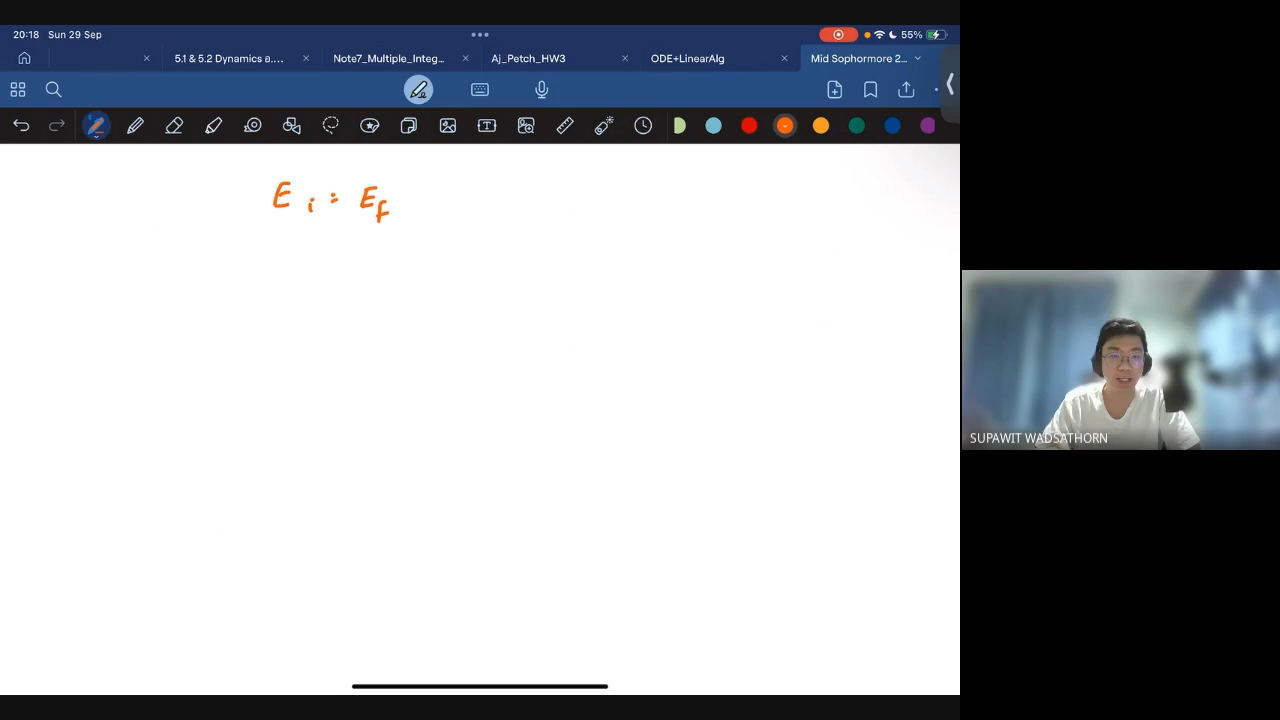 20:18 Sun 29 Sep
55%
5.1 & 5.2 Dynamics a....
Note7_Multiple_Integ...
Aj_Petch_HW3
ODE+LinearAlg
Mid Sophormore 2...
E i = E f
SUPAWIT WADSATHORN